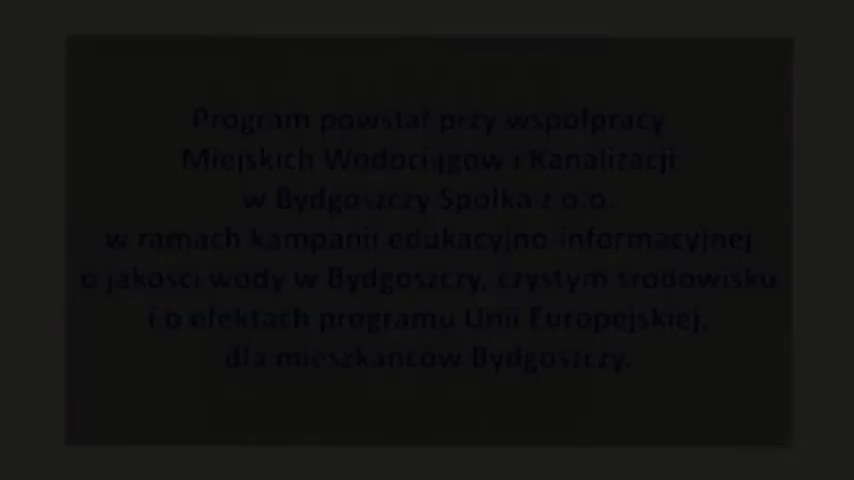 Program powstał przy współpracy
Miejskich Wodociągów i Kanalizacji
w Bydgoszczy Spółka z o.o.
w ramach kampanii edukacyjno-informacyjnej
o jakości wody w Bydgoszczy, czystym środowisku
i o efektach programu Unii Europejskiej,
dla mieszkańców Bydgoszczy.